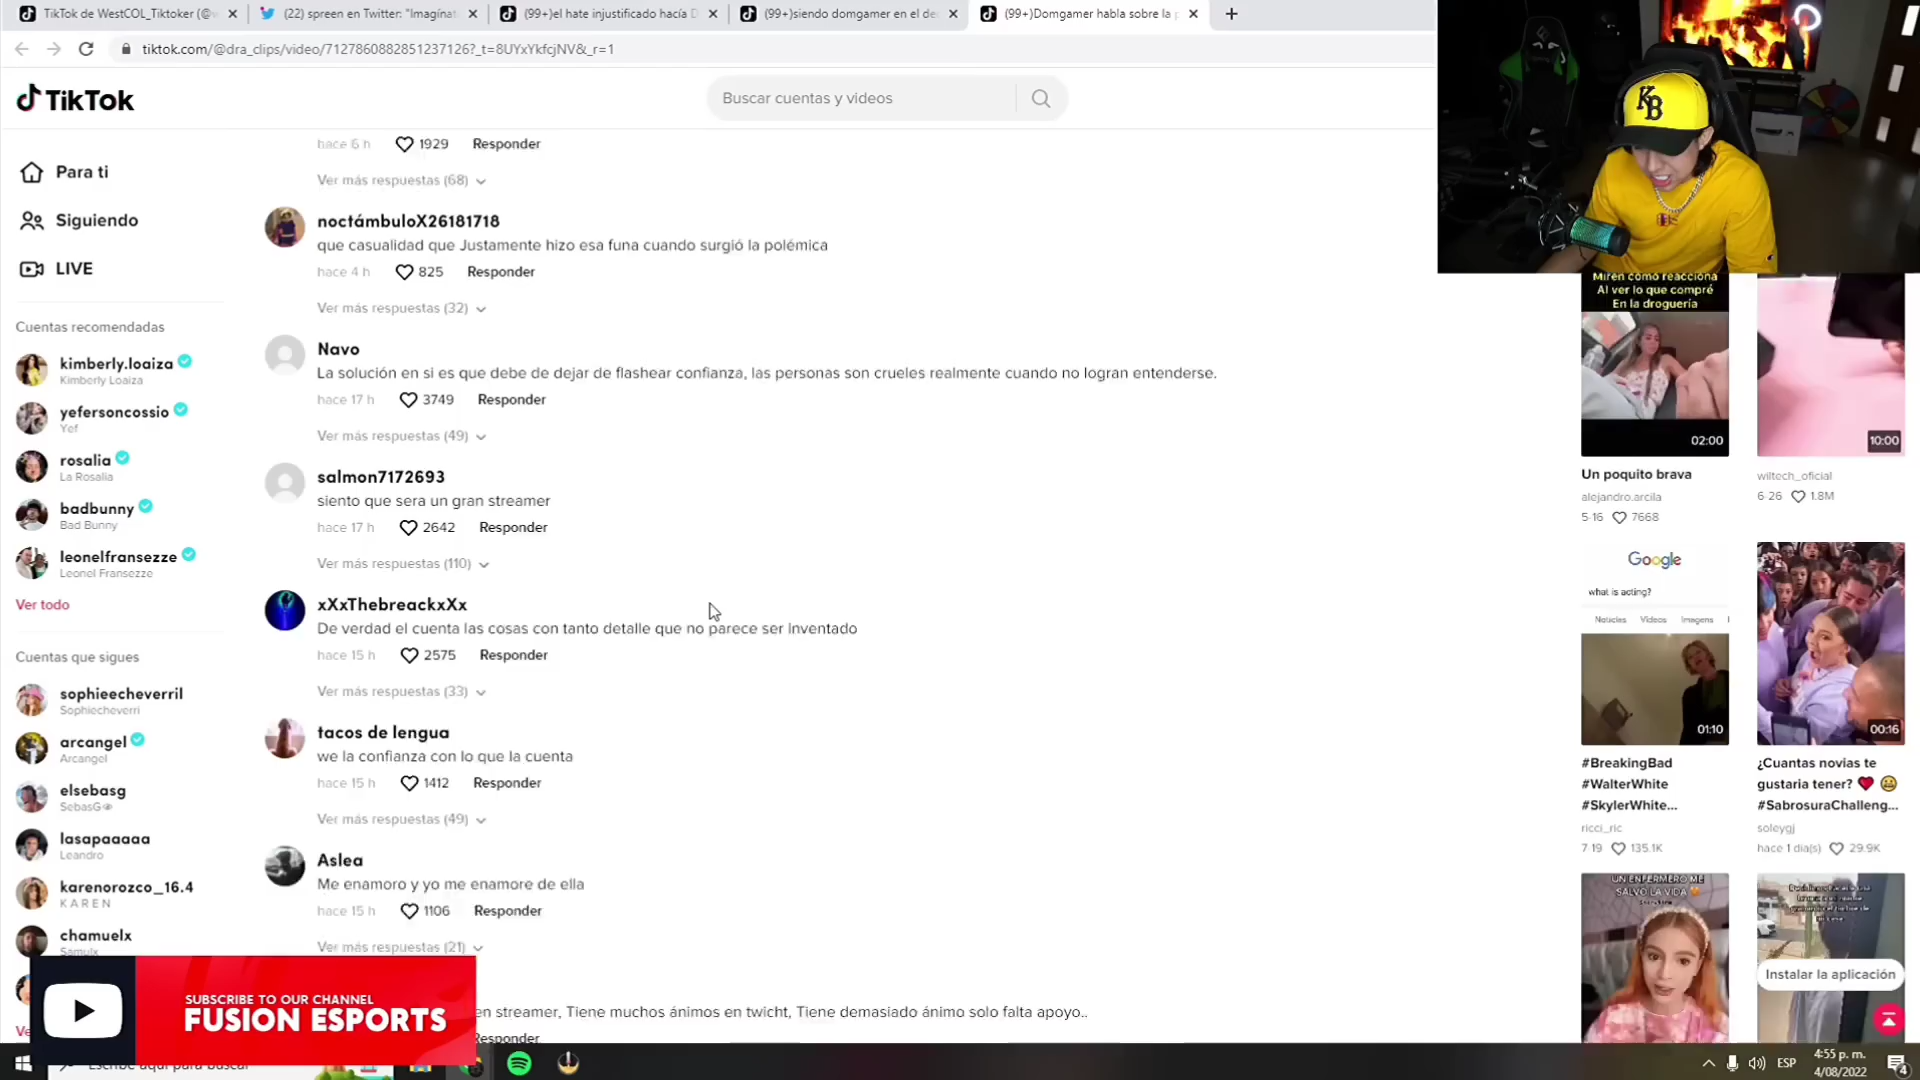 TikTok de WestCOL_Tiktoker (@w
(22) spreen en Twitter: "Imaginat
(99+)el hate injustificado hacía D
(99+)siendo domgamer en el de
(99+)Domgamer habla sobre la p
tiktok.com/@dra_clips/video/7127860882851237126?_t=8UYxYkfcjNV&_r=1
TikTok
Buscar cuentas y videos
KB
Para ti
Siguiendo
LIVE
Cuentas recomendadas
kimberly.loaiza
Kimberly Loaiza
yefersoncossio
Yef
rosalia
La Rosalia
badbunny
Bad Bunny
leonelfransezze
Leonel Fransezze
Ver todo
Cuentas que sigues
sophieecheverril
Sophiecheverri
arcangel
Arcangel
elsebasg
SebasG
lasapaaaaa
Leandro
karenorozco_16.4
K A R E N
chamuelx
Samulx
hace 6 h 1929 Responder
Ver más respuestas (68)
noctámbuloX26181718
que casualidad que Justamente hizo esa funa cuando surgió la polémica
hace 4 h 825 Responder
Ver más respuestas (32)
Navo
La solución en si es que debe de dejar de flashear confianza, las personas son crueles realmente cuando no logran entenderse.
hace 17 h 3749 Responder
Ver más respuestas (49)
salmon7172693
siento que sera un gran streamer
hace 17 h 2642 Responder
Ver más respuestas (110)
xXxThebreackxXx
De verdad el cuenta las cosas con tanto detalle que no parece ser inventado
hace 15 h 2575 Responder
Ver más respuestas (33)
tacos de lengua
we la confianza con lo que la cuenta
hace 15 h 1412 Responder
Ver más respuestas (49)
Aslea
Me enamoro y yo me enamore de ella
hace 15 h 1106 Responder
Ver más respuestas (21)
en streamer, Tiene muchos ánimos en twicht, Tiene demasiado ánimo solo falta apoyo..
Responder
Miren como reacciona
Al ver lo que compré
En la droguería
02:00
Un poquito brava
alejandro.arcila
5-16 7668
10:00
wiltech_oficial
6-26 1.8M
Google
what is acting?
Noticias Videos Imagens
01:10
#BreakingBad
#WalterWhite
#SkylerWhite...
ricci_ric
7-19 135.1K
00:16
¿Cuantas novias te
gustaria tener?
#SabrosuraChalleng...
soleygj
hace 1 día(s) 29.9K
UN ENFERMERO ME
SALVÓ LA VIDA
Instalar la aplicación
SUBSCRIBE TO OUR CHANNEL
FUSION ESPORTS
Escribe aquí para buscar
ESP
4:55 p. m.
4/08/2022
4